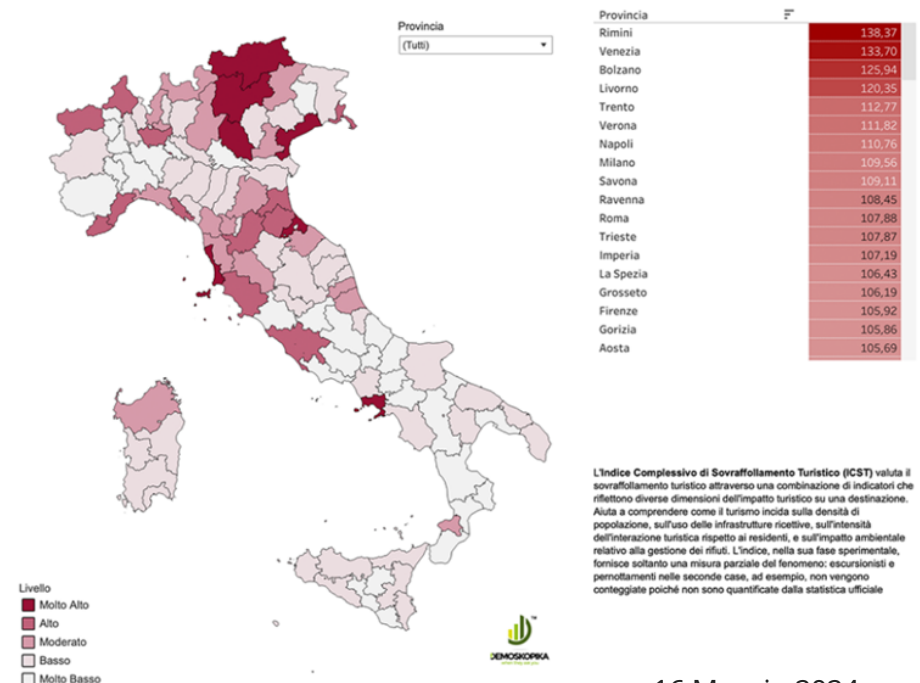 Provincia
(Tutti)
Provincia
Rimini 138,37
Venezia 133,70
Bolzano 125,94
Livorno 120,35
Trento 112,77
Verona 111,82
Napoli 110,76
Milano 109,56
Savona 109,11
Ravenna 108,45
Roma 107,88
Trieste 107,87
Imperia 107,19
La Spezia 106,43
Grosseto 106,19
Firenze 105,92
Gorizia 105,86
Aosta 105,69
L'Indice Complessivo di Sovraffollamento Turistico (ICST) valuta il
sovraffollamento turistico attraverso una combinazione di indicatori che
riflettono diverse dimensioni dell'impatto turistico su una destinazione.
Aiuta a comprendere come il turismo incida sulla densità di
popolazione, sull'uso delle infrastrutture ricettive, sull'intensità
dell'interazione turistica rispetto ai residenti, e sull'impatto ambientale
relativo alla gestione dei rifiuti. L'indice, nella sua fase sperimentale,
fornisce soltanto una misura parziale del fenomeno: escursionisti e
pernottamenti nelle seconde case, ad esempio, non vengono
conteggiate poiché non sono quantificate dalla statistica ufficiale
Livello
Molto Alto
Alto
Moderato
Basso
Molto Basso
DEMOSKOPIKA